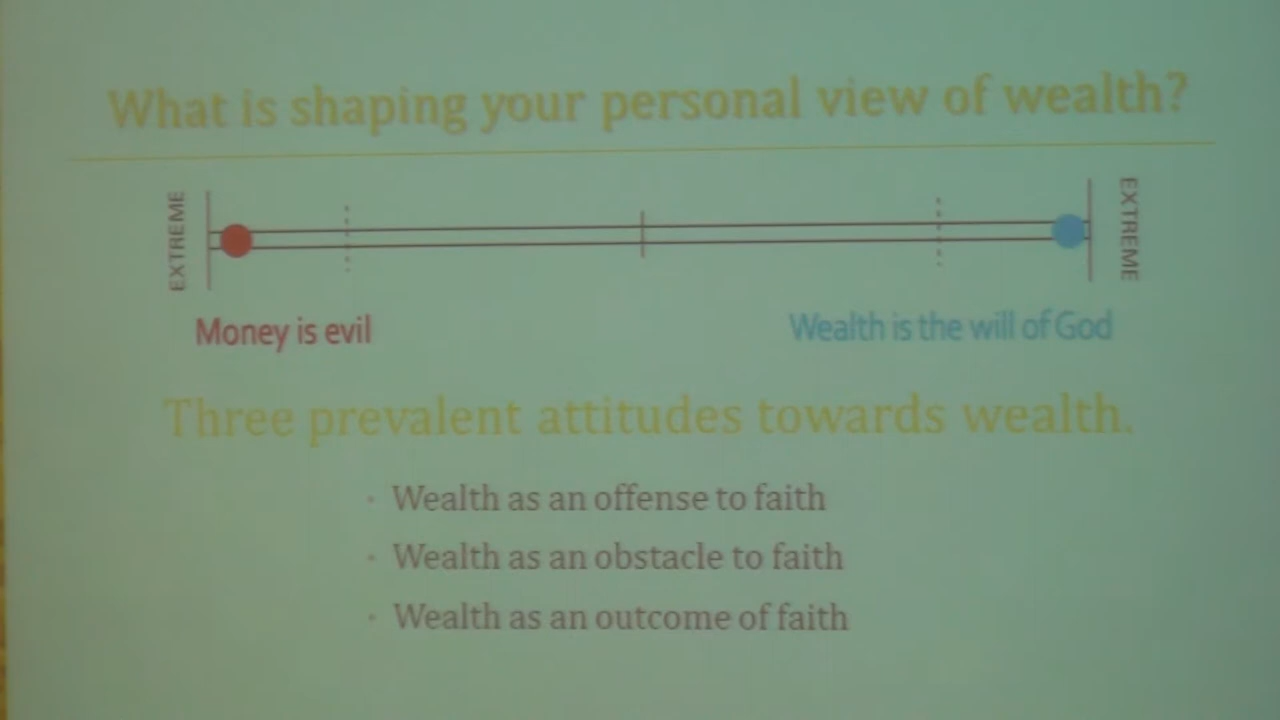 What is shaping your personal view of wealth?
EXTREME
EXTREME
Money is evil
Wealth is the will of God
Three prevalent attitudes towards wealth.
· Wealth as an offense to faith
· Wealth as an obstacle to faith
· Wealth as an outcome of faith